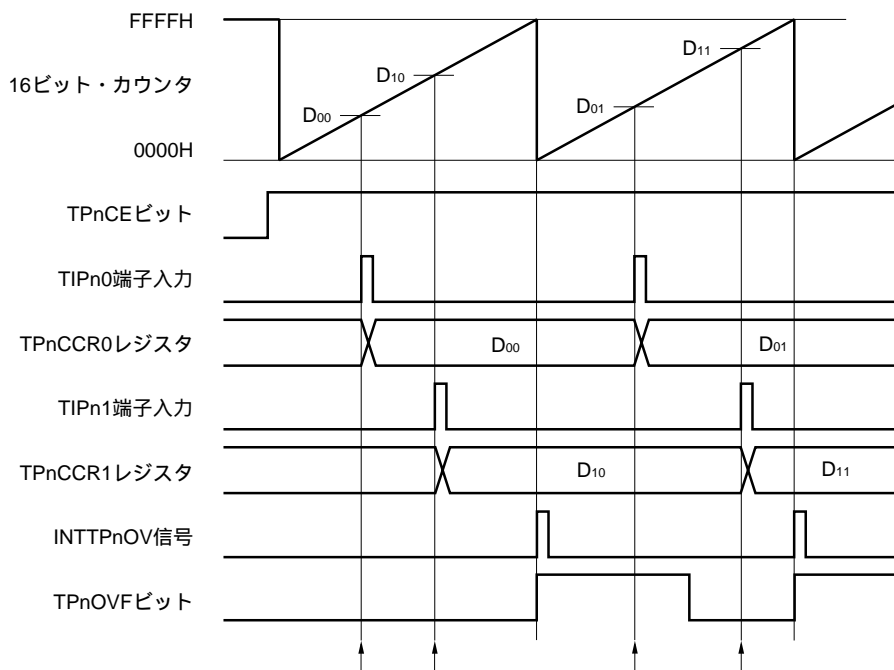 FFFFH
16ビット・カウンタ
0000H
D00
D10
D01
D11
TPnCEビット
TIPn0端子入力
TPnCCR0レジスタ
D00
D01
TIPn1端子入力
TPnCCR1レジスタ
D10
D11
INTTPnOV信号
TPnOVFビット